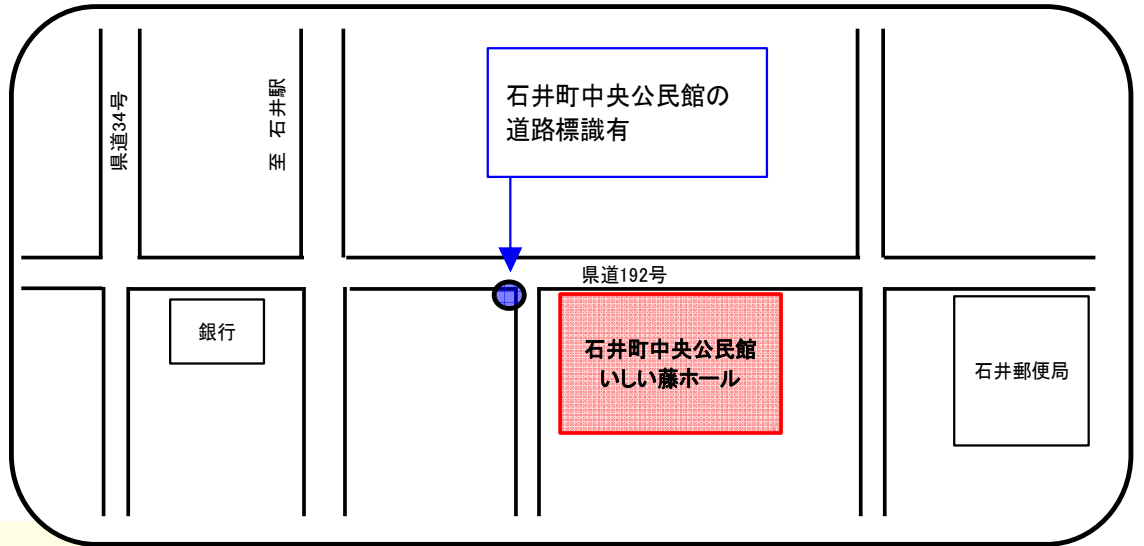 県道34号
至 石井駅
石井町中央公民館の
道路標識有
県道192号
銀行
石井町中央公民館
いしい藤ホール
石井郵便局